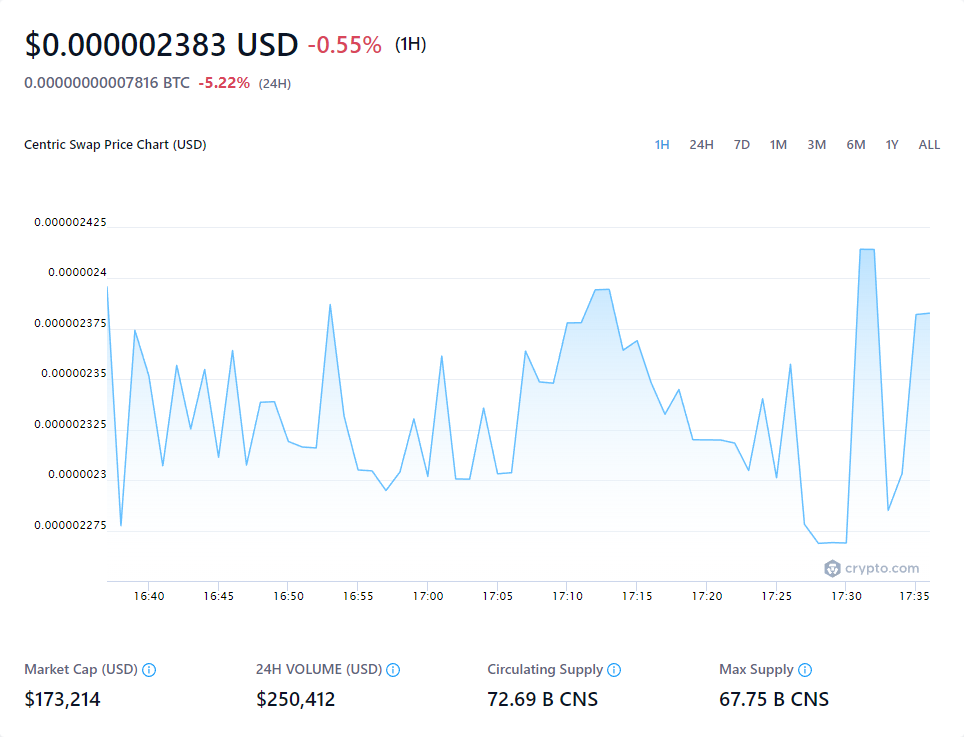 $0.000002383 USD -0.55% (1H)
0.00000000007816 BTC -5.22% (24H)
Centric Swap Price Chart (USD) 1H 24H 7D 1M 3M 6M 1Y ALL
0.000002425
0.0000024
0.000002375
0.00000235
0.000002325
0.0000023
0.000002275
crypto.com
16:40 16:45 16:50 16:55 17:00 17:05 17:10 17:15 17:20 17:25 17:30 17:35
Market Cap (USD) 24H VOLUME (USD) Circulating Supply Max Supply
$173,214 $250,412 72.69 B CNS 67.75 B CNS